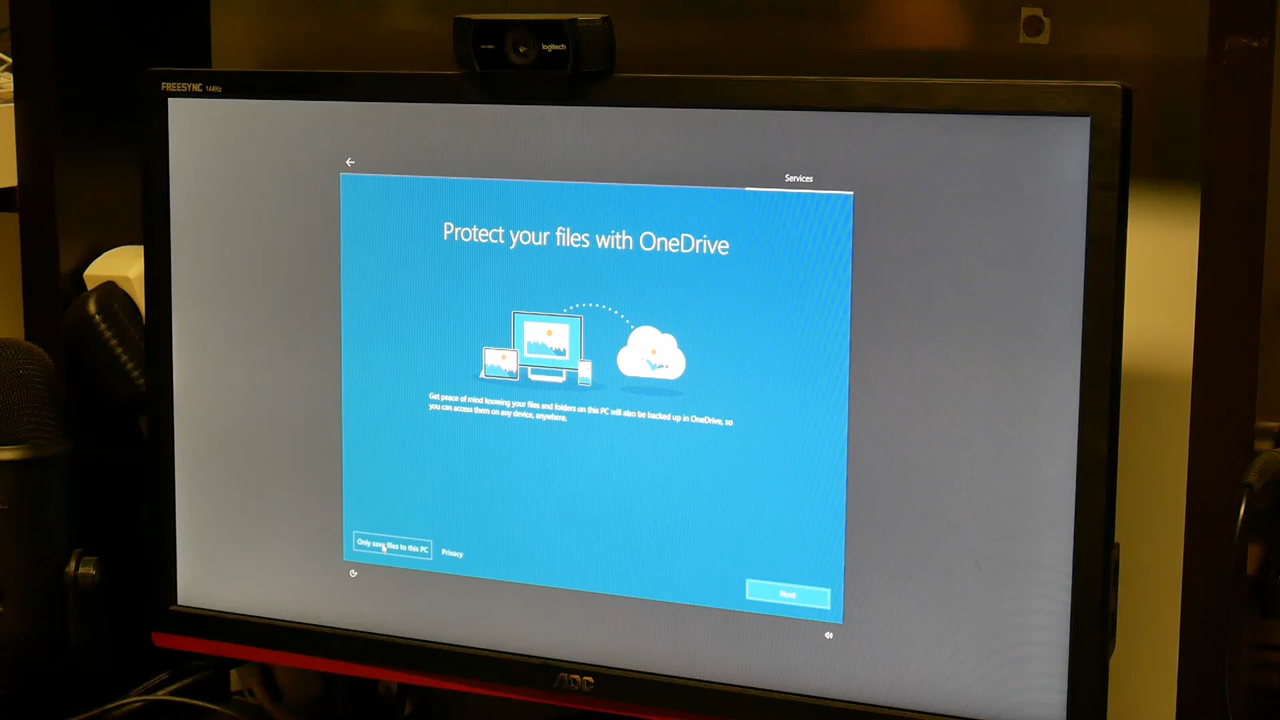 logitech
FREESYNC 144Hz
Services
Protect your files with OneDrive
Get peace of mind knowing your files and folders on this PC will also be backed up in OneDrive, so
you can access them on any device, anywhere.
Only save files to this PC
Privacy
Next
AOC